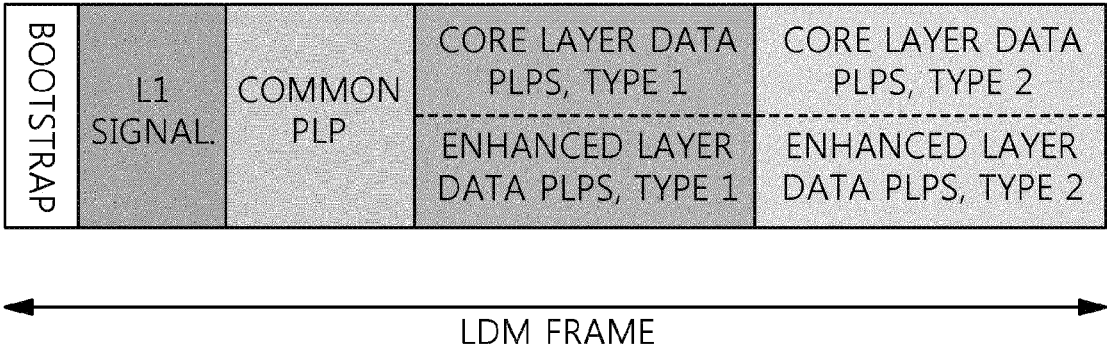 BOOTSTRAP
L1
SIGNAL.
COMMON
PLP
CORE LAYER DATA
PLPS, TYPE 1
ENHANCED LAYER
DATA PLPS, TYPE 1
CORE LAYER DATA
PLPS, TYPE 2
ENHANCED LAYER
DATA PLPS, TYPE 2
LDM FRAME